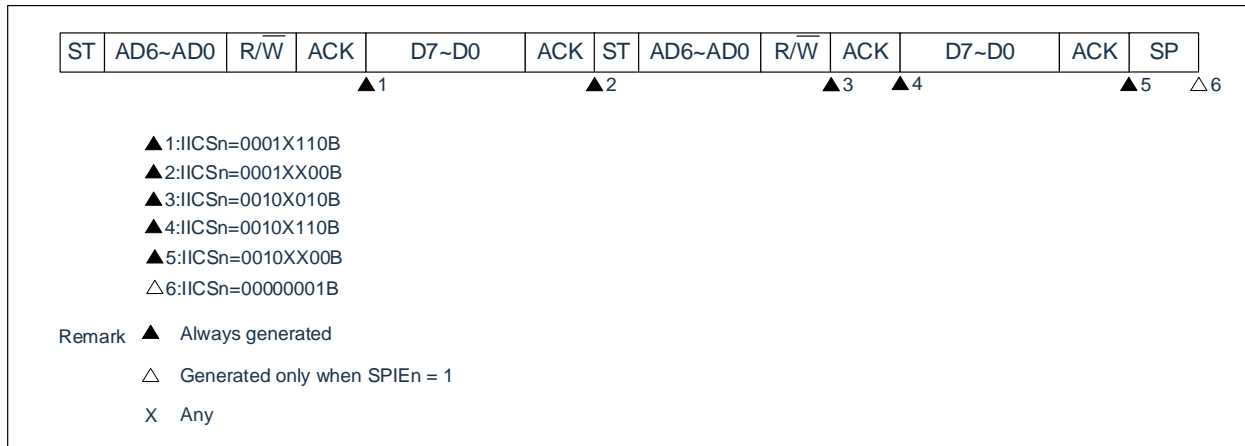 ST AD6~AD0 R/W̅ ACK D7~D0 ACK ST AD6~AD0 R/W̅ ACK D7~D0 ACK SP
▲1 ▲2 ▲3 ▲4 ▲5 △6
▲1:IICSn=0001X110B
▲2:IICSn=0001XX00B
▲3:IICSn=0010X010B
▲4:IICSn=0010X110B
▲5:IICSn=0010XX00B
△6:IICSn=00000001B
Remark ▲ Always generated
△ Generated only when SPIEn = 1
X Any